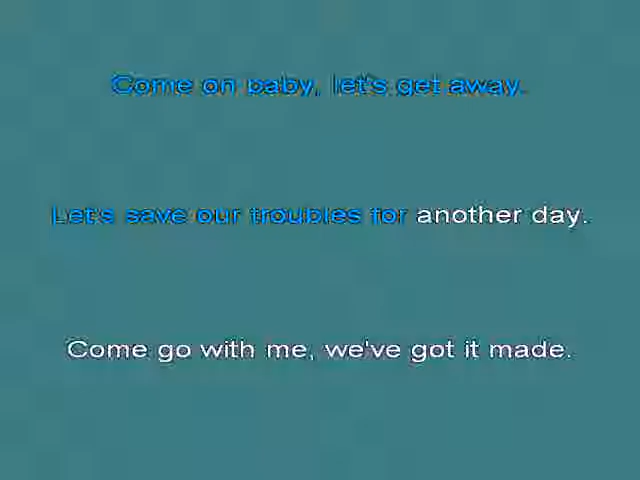 Come on baby, let's get away.
Let's save our troubles for another day.
Come go with me, we've got it made.